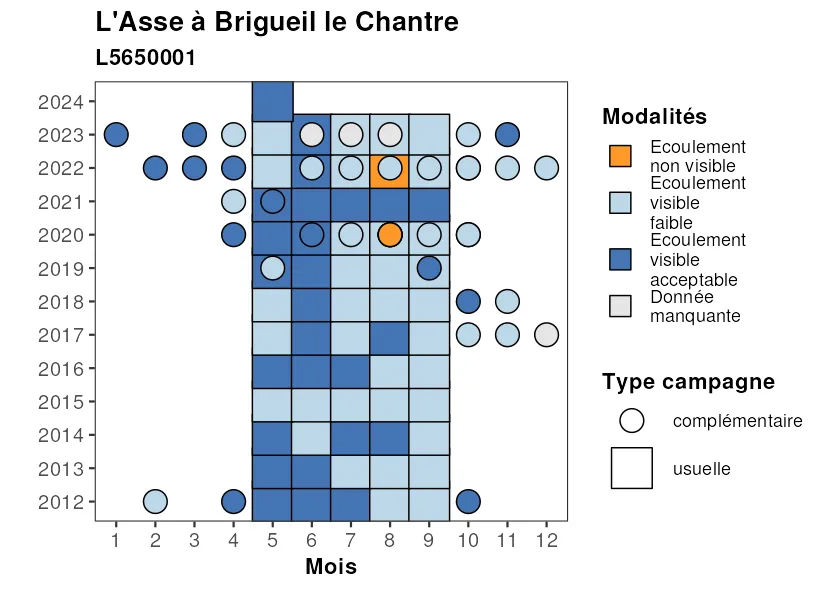 L'Asse à Brigueil le Chantre
L5650001
2024
2023
2022
2021
2020
2019
2018
2017
2016
2015
2014
2013
2012
1 2 3 4 5 6 7 8 9 10 11 12
Mois
Modalités
Ecoulement
non visible
Ecoulement
visible
faible
Ecoulement
visible
acceptable
Donnée
manquante
Type campagne
complémentaire
usuelle